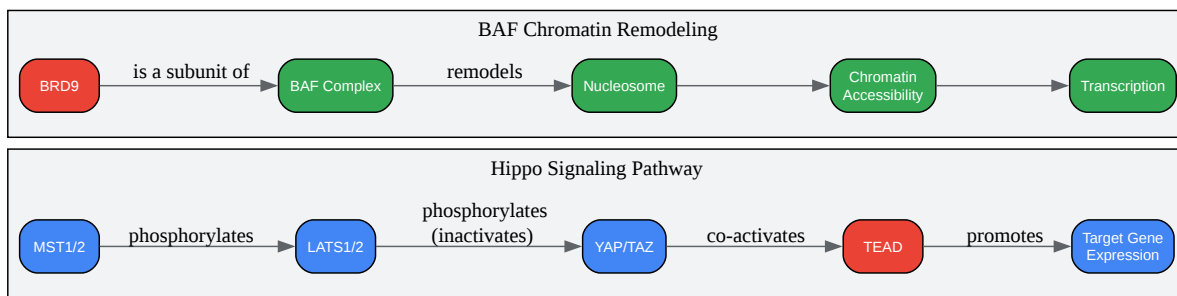 BAF Chromatin Remodeling
BRD9
is a subunit of
BAF Complex
remodels
Nucleosome
Chromatin
Accessibility
Transcription
Hippo Signaling Pathway
MST1/2
phosphorylates
LATS1/2
phosphorylates
(inactivates)
YAP/TAZ
co-activates
TEAD
promotes
Target Gene
Expression